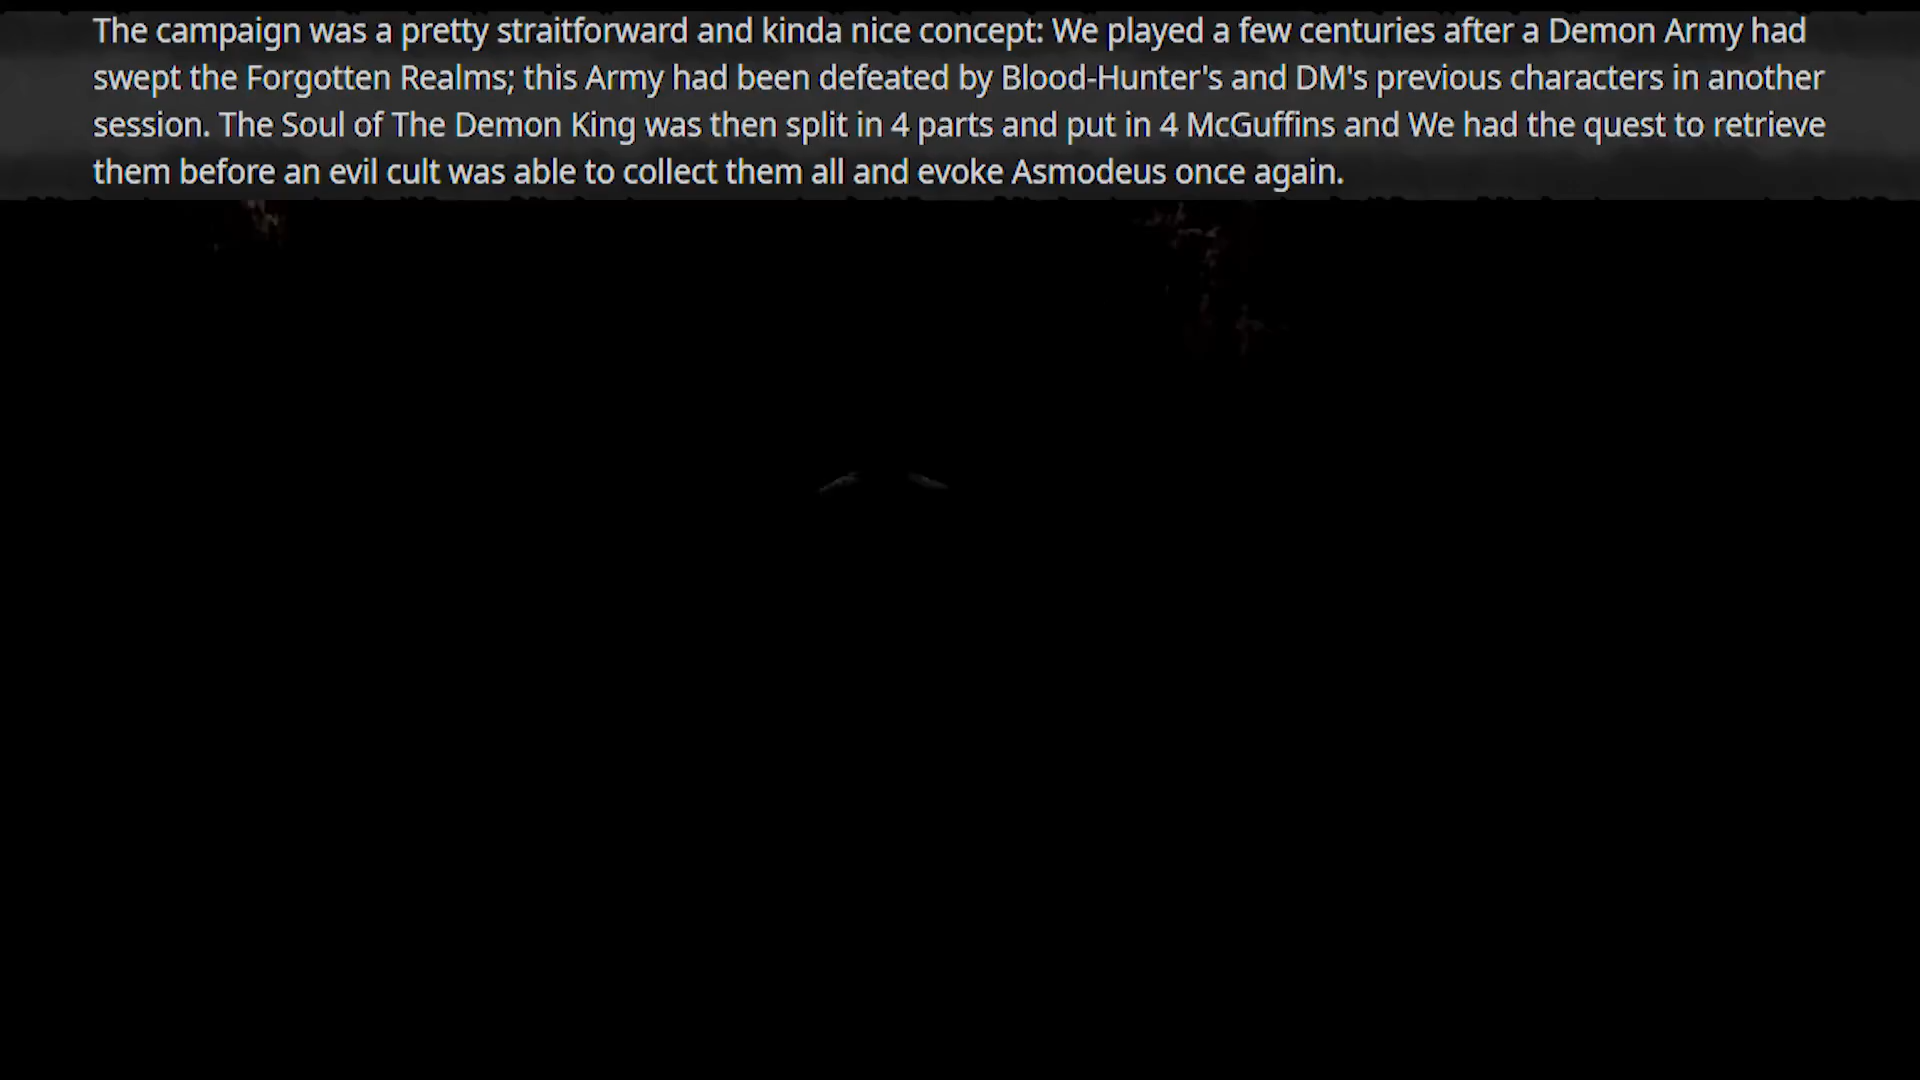 The campaign was a pretty straitforward and kinda nice concept: We played a few centuries after a Demon Army had
swept the Forgotten Realms; this Army had been defeated by Blood-Hunter's and DM's previous characters in another
session. The Soul of The Demon King was then split in 4 parts and put in 4 McGuffins and We had the quest to retrieve
them before an evil cult was able to collect them all and evoke Asmodeus once again.